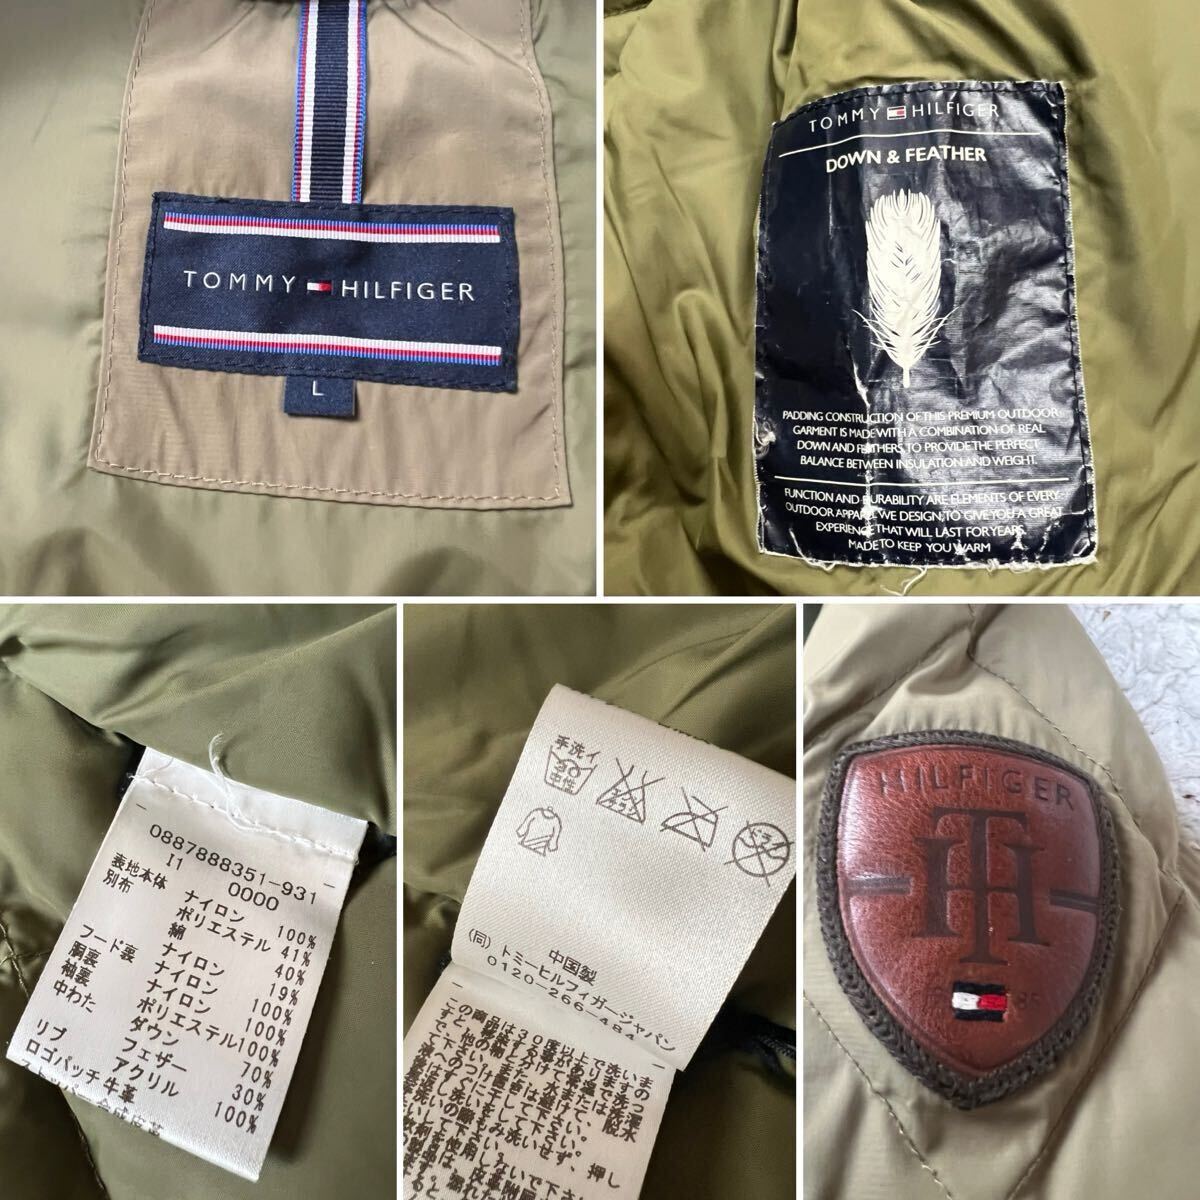 TOMMY HILFIGER
L
TOMMY HILFIGER
DOWN & FEATHER
PADDING CONSTRUCTION OF THIS PREMIUM OUTDOOR
GARMENT IS MADE WITH A COMBINATION OF REAL
DOWN AND FEATHERS, TO PROVIDE THE PERFECT
BALANCE BETWEEN INSULATION AND WEIGHT.
FUNCTION AND DURABILITY ARE ELEMENTS OF EVERY
OUTDOOR APPAREL WE DESIGN, TO GIVE YOU A GREAT
EXPERIENCE THAT WILL LAST FOR YEARS.
MADE TO KEEP YOU WARM
0887888351-931
I1 0000
表地本体 ナイロン 100%
別布 ポリエステル 41%
綿 40%
ナイロン 19%
フード裏 ナイロン 100%
胴裏 ナイロン 100%
袖裏 ポリエステル100%
中わた ダウン 70%
フェザー 30%
リブ アクリル 100%
ロゴパッチ 牛革
手洗イ
30
中性
中国製
(同)トミーヒルフィガージャパン
0120-266-484
HILFIGER
TH
85